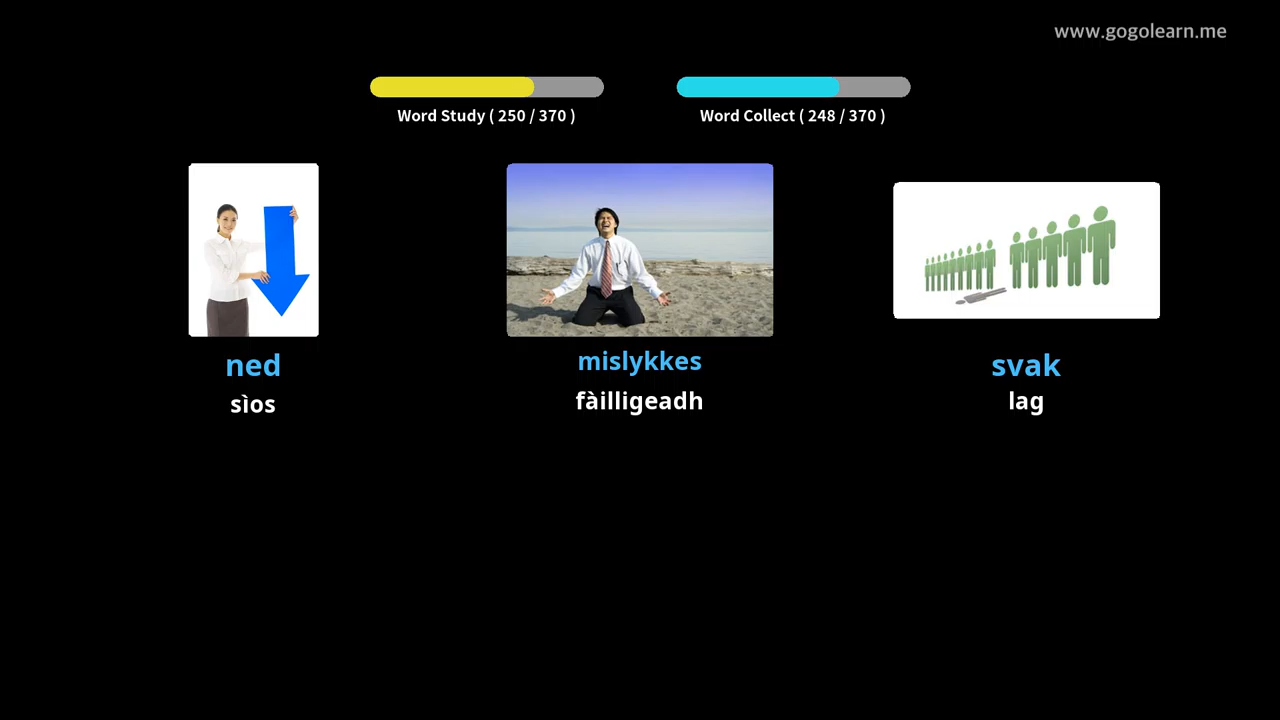 www.gogolearn.me
Word Study ( 250 / 370 )
Word Collect ( 248 / 370 )
ned
sìos
mislykkes
fàilligeadh
svak
lag